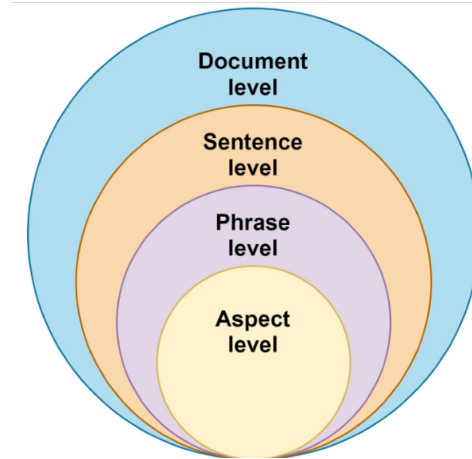 Document
level
Sentence
level
Phrase
level
Aspect
level